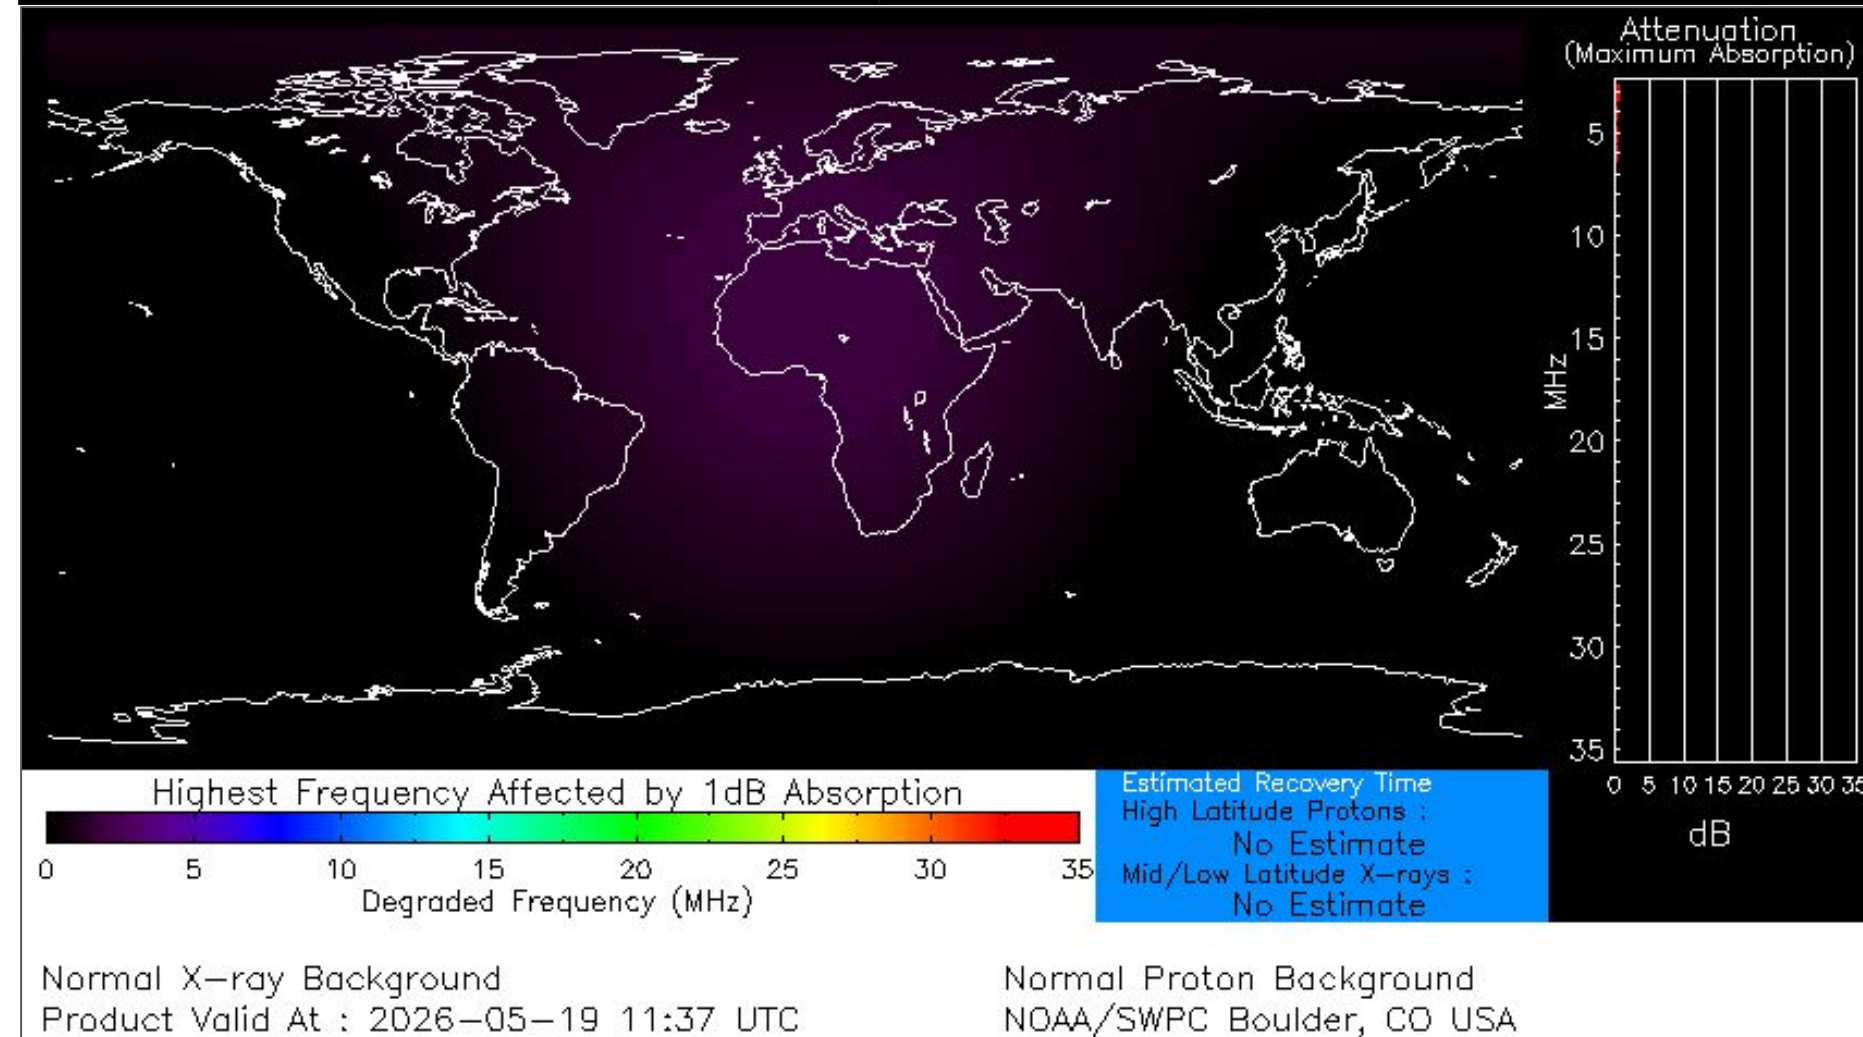 Attenuation
(Maximum Absorption)
5
10
15
20
25
30
35
MHz
0 5 10 15 20 25 30 35
dB
Highest Frequency Affected by 1dB Absorption
0 5 10 15 20 25 30 35
Degraded Frequency (MHz)
Estimated Recovery Time
High Latitude Protons :
No Estimate
Mid/Low Latitude X-rays :
No Estimate
Normal X-ray Background
Normal Proton Background
Product Valid At : 2026-05-19 11:37 UTC
NOAA/SWPC Boulder, CO USA